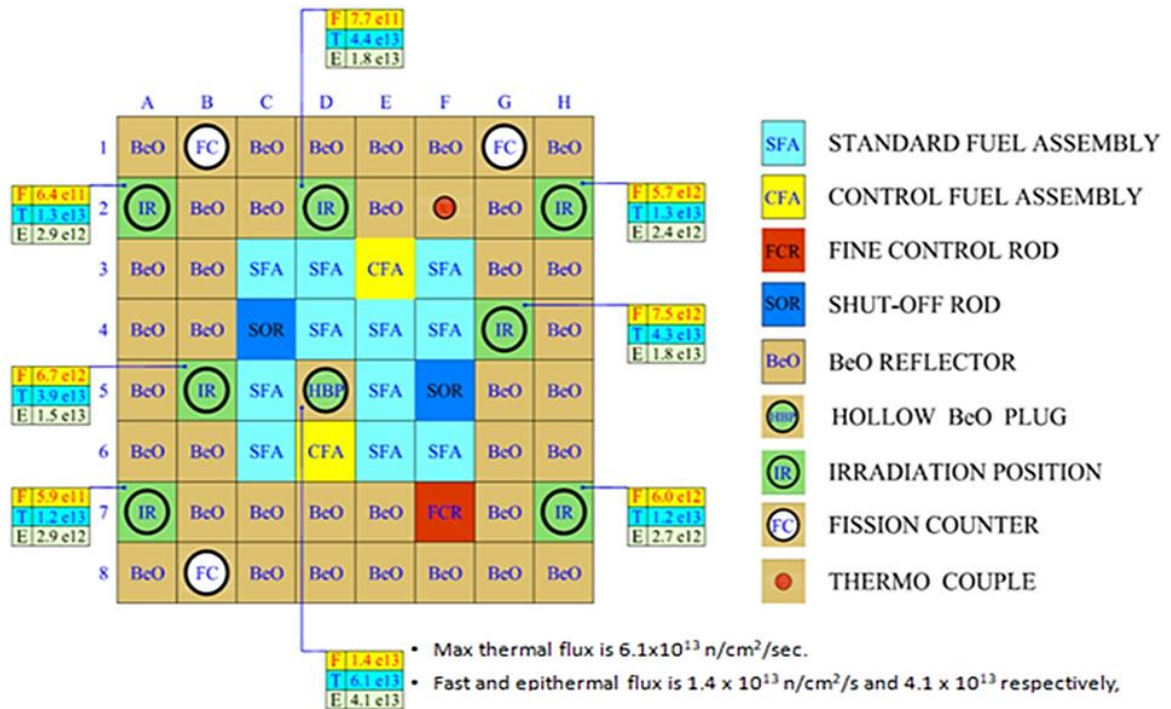 F 7.7 e11
T 4.4 e13
E 1.8 e13
A B C D E F G H
1 BeO FC BeO BeO BeO BeO FC BeO
F 6.4 e11
T 1.3 e13
E 2.9 e12
2 IR BeO BeO IR BeO BeO IR
F 5.7 e12
T 1.3 e13
E 2.4 e12
3 BeO BeO SFA SFA CFA SFA BeO BeO
4 BeO BeO SOR SFA SFA SFA IR BeO
F 7.5 e12
T 4.3 e13
E 1.8 e13
F 6.7 e12
T 3.9 e13
E 1.5 e13
5 BeO IR SFA HBP SFA SOR BeO BeO
6 BeO BeO SFA CFA SFA SFA BeO BeO
F 5.9 e11
T 1.2 e13
E 2.9 e12
7 IR BeO BeO BeO BeO FCR BeO IR
F 6.0 e12
T 1.2 e13
E 2.7 e12
8 BeO FC BeO BeO BeO BeO BeO BeO
SFA STANDARD FUEL ASSEMBLY
CFA CONTROL FUEL ASSEMBLY
FCR FINE CONTROL ROD
SOR SHUT-OFF ROD
BeO BeO REFLECTOR
HBP HOLLOW BeO PLUG
IR IRRADIATION POSITION
FC FISSION COUNTER
THERMO COUPLE
F 1.4 e13
T 6.1 e13
E 4.1 e13
• Max thermal flux is 6.1x10¹³ n/cm²/sec.
• Fast and epithermal flux is 1.4 x 10¹³ n/cm²/s and 4.1 x 10¹³ respectively,